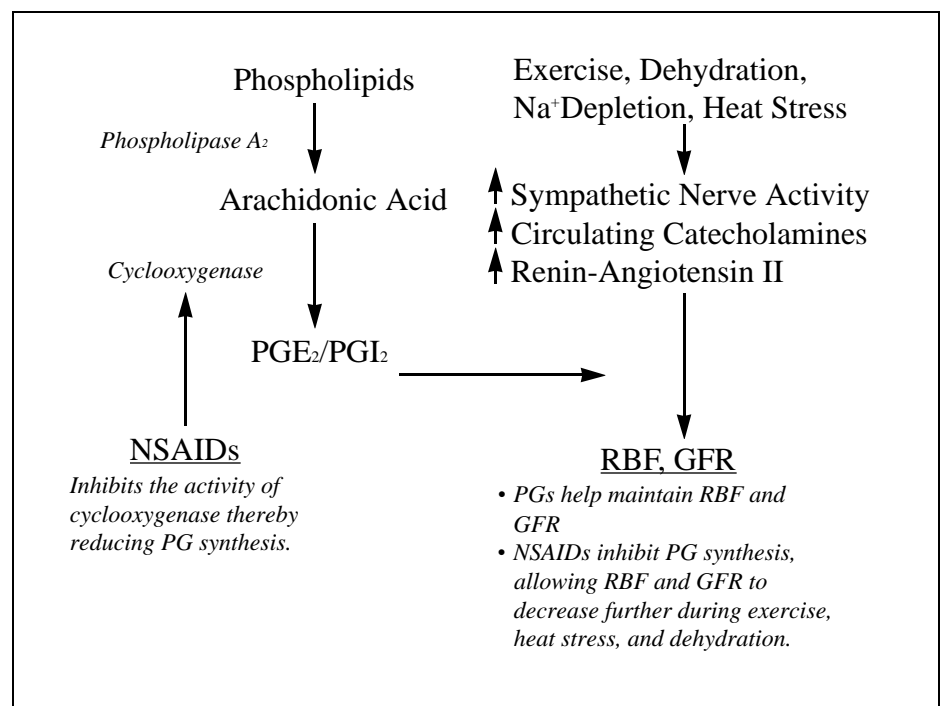 Phospholipids
Phospholipase A₂
Arachidonic Acid
Cyclooxygenase
PGE₂/PGI₂
NSAIDs
Inhibits the activity of
cyclooxygenase thereby
reducing PG synthesis.
Exercise, Dehydration,
Na⁺Depletion, Heat Stress
Sympathetic Nerve Activity
Circulating Catecholamines
Renin-Angiotensin II
RBF, GFR
• PGs help maintain RBF and
GFR
• NSAIDs inhibit PG synthesis,
allowing RBF and GFR to
decrease further during exercise,
heat stress, and dehydration.